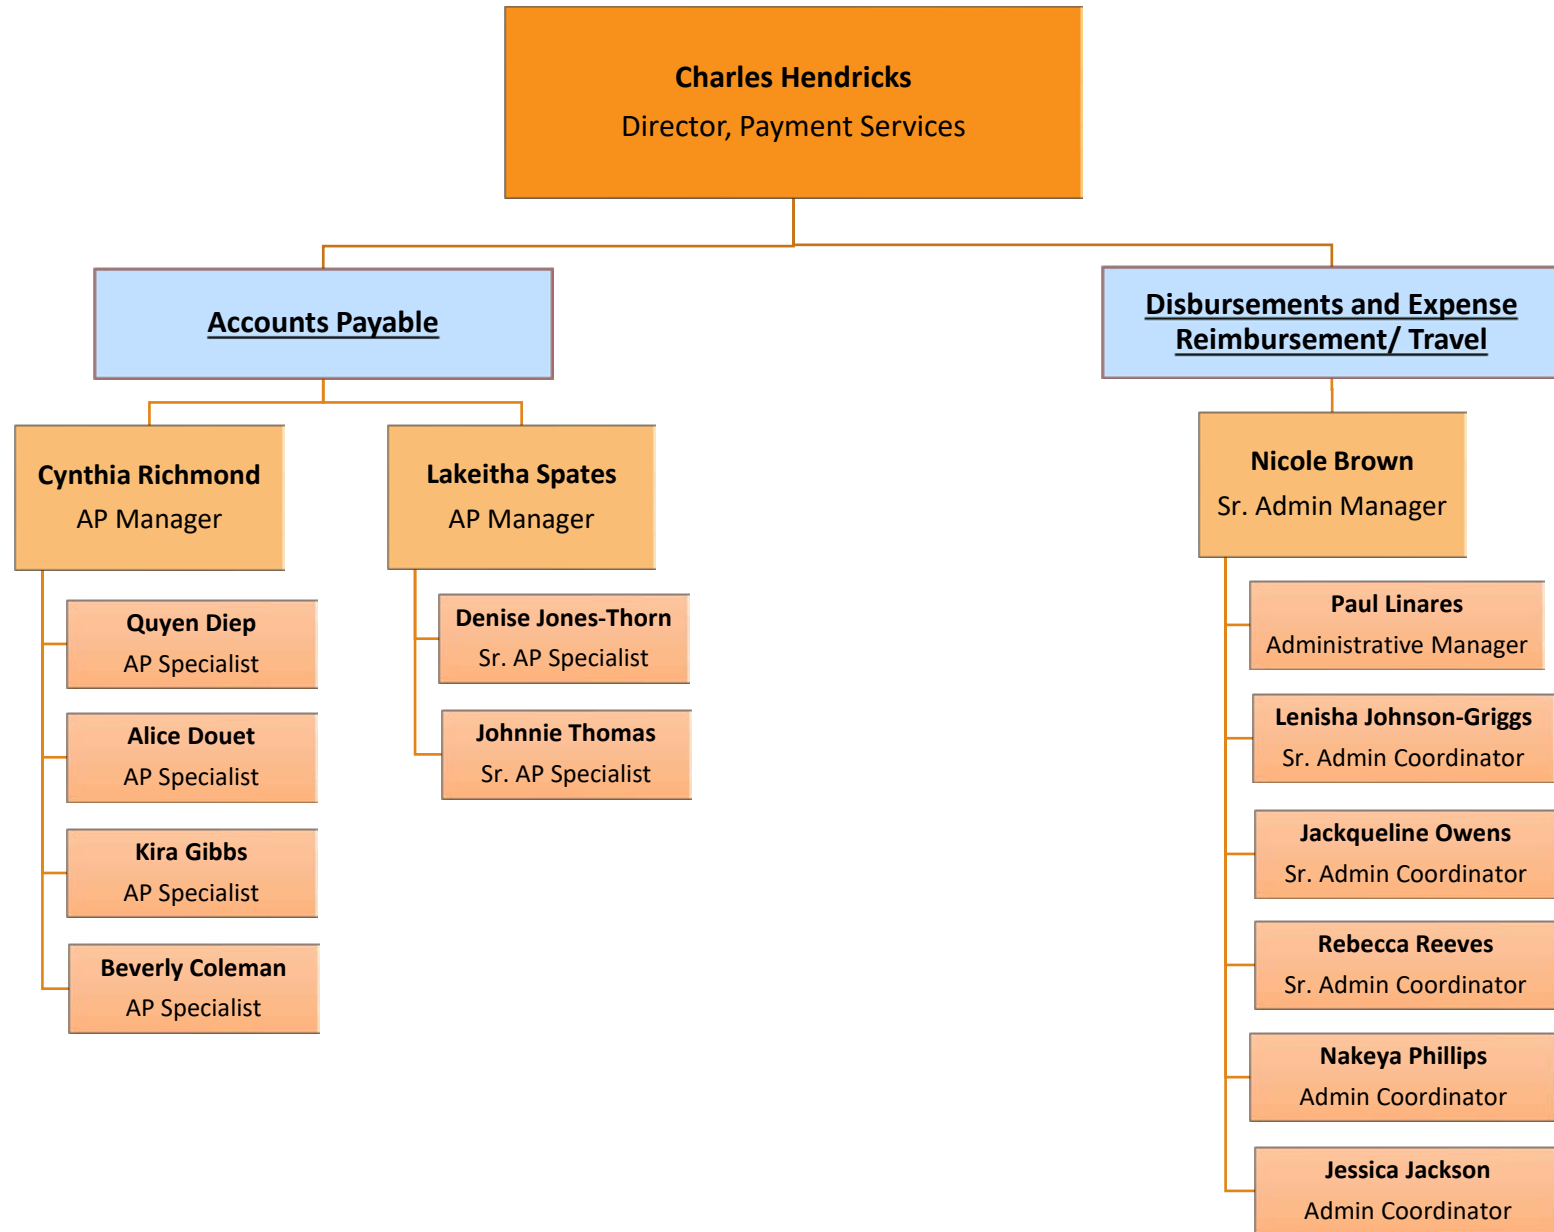 Charles Hendricks
Director, Payment Services
Accounts Payable
Disbursements and Expense
Reimbursement/ Travel
Cynthia Richmond
AP Manager
Quyen Diep
AP Specialist
Alice Douet
AP Specialist
Kira Gibbs
AP Specialist
Beverly Coleman
AP Specialist
Lakeitha Spates
AP Manager
Denise Jones-Thorn
Sr. AP Specialist
Johnnie Thomas
Sr. AP Specialist
Nicole Brown
Sr. Admin Manager
Paul Linares
Administrative Manager
Lenisha Johnson-Griggs
Sr. Admin Coordinator
Jackqueline Owens
Sr. Admin Coordinator
Rebecca Reeves
Sr. Admin Coordinator
Nakeya Phillips
Admin Coordinator
Jessica Jackson
Admin Coordinator